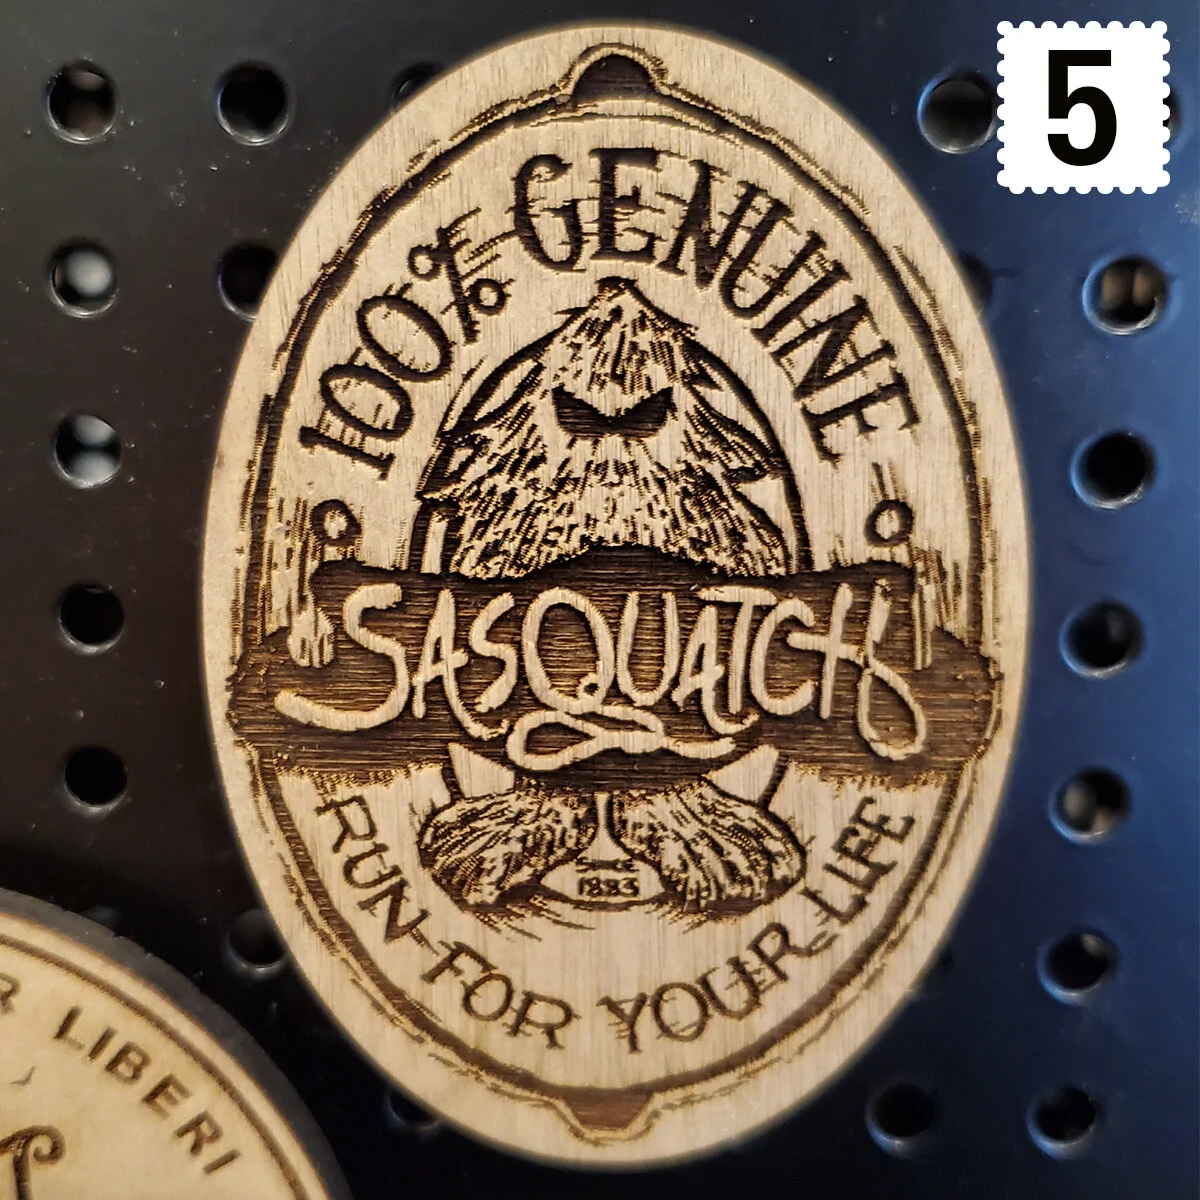 5
100% GENUINE
SASQUATCH
SINCE
1883
RUN FOR YOUR LIFE
R LIBERI